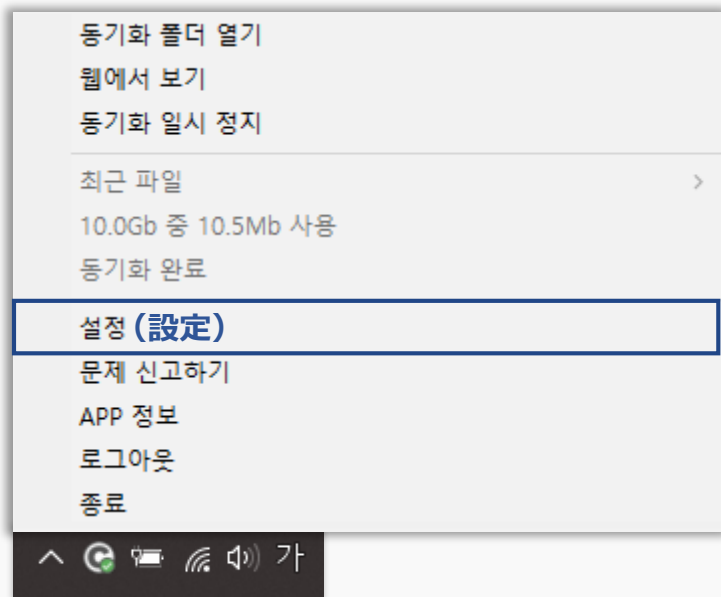 동기화 폴더 열기
웹에서 보기
동기화 일시 정지
최근 파일
10.0Gb 중 10.5Mb 사용
동기화 완료
설정(設定)
문제 신고하기
APP 정보
로그아웃
종료
가